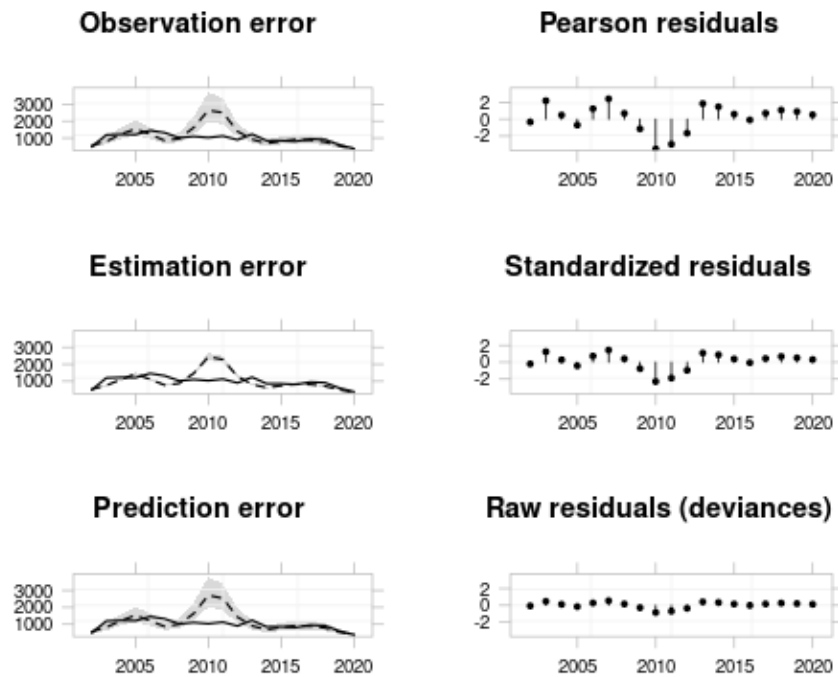 Observation error
3000
1000
2005 2010 2015 2020
Pearson residuals
2
0
-2
2005 2010 2015 2020
Estimation error
3000
2000
1000
2005 2010 2015 2020
Standardized residuals
2
0
-2
2005 2010 2015 2020
Prediction error
3000
2000
1000
2005 2010 2015 2020
Raw residuals (deviances)
2
0
-2
2005 2010 2015 2020